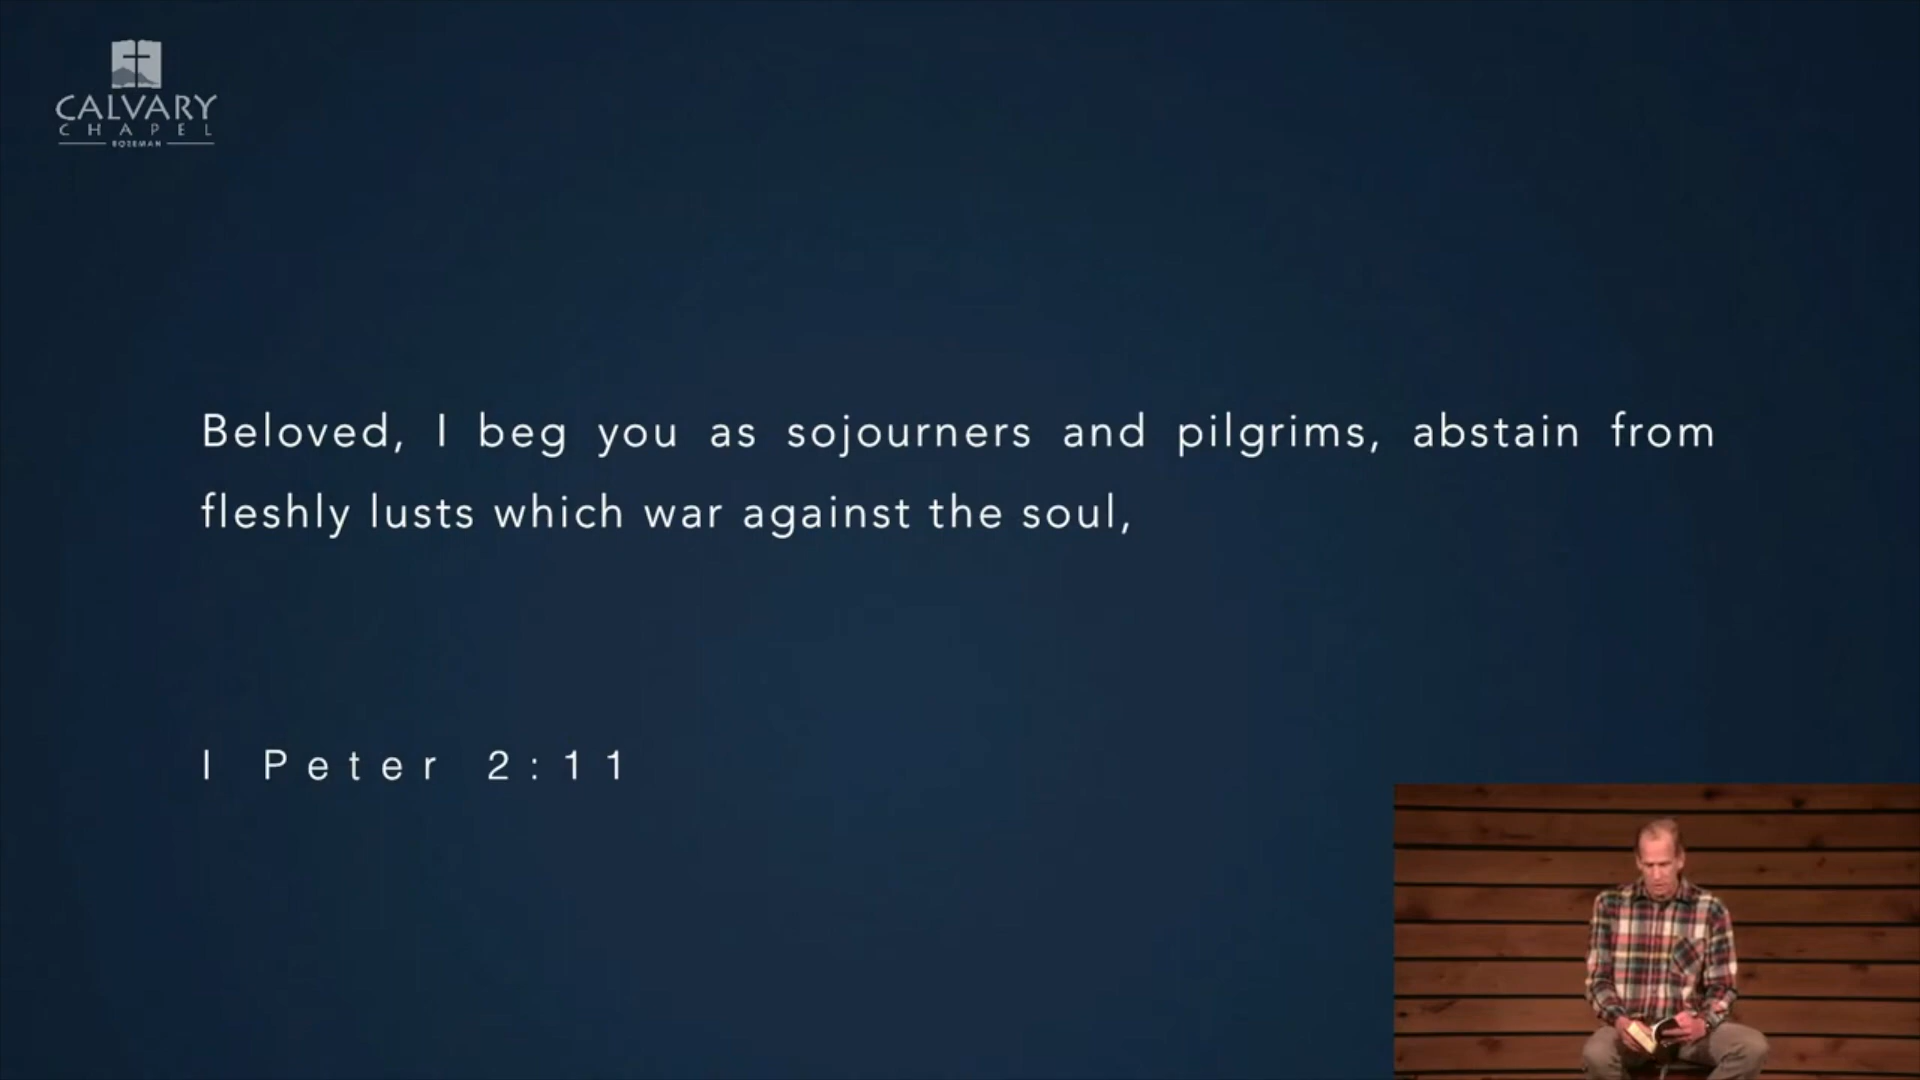 CALVARY
CHAPEL
BOZEMAN
Beloved, I beg you as sojourners and pilgrims, abstain from
fleshly lusts which war against the soul,
I Peter 2:11